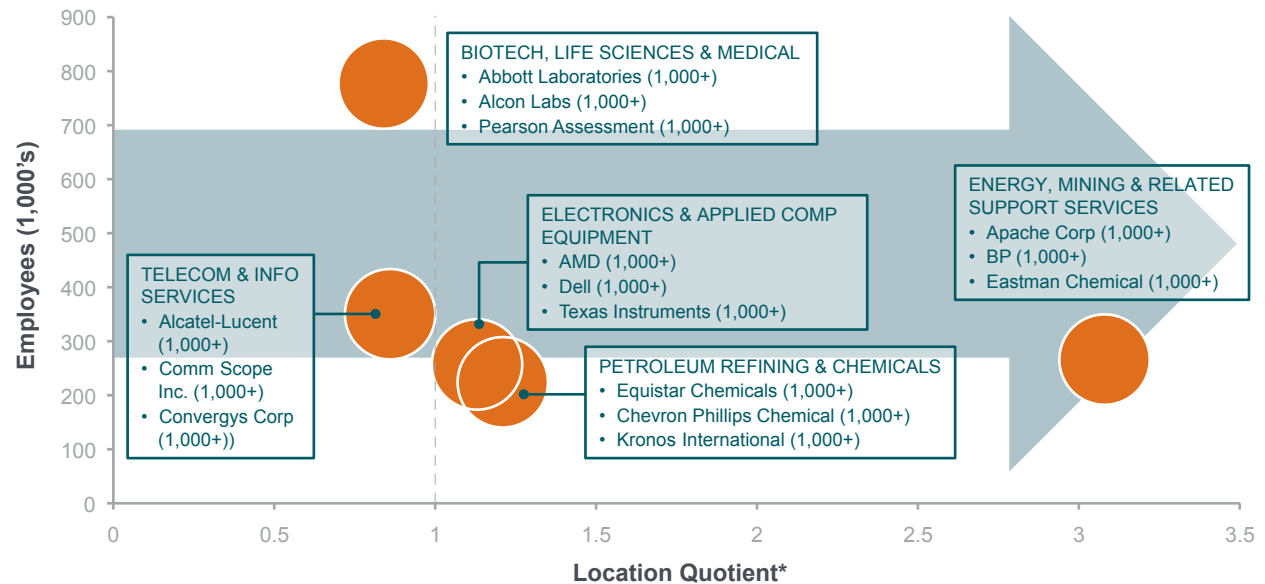 900
800
700
600
500
400
300
200
100
0
Employees (1,000’s)
BIOTECH, LIFE SCIENCES & MEDICAL
• Abbott Laboratories (1,000+)
• Alcon Labs (1,000+)
• Pearson Assessment (1,000+)
ENERGY, MINING & RELATED
SUPPORT SERVICES
• Apache Corp (1,000+)
• BP (1,000+)
• Eastman Chemical (1,000+)
ELECTRONICS & APPLIED COMP
EQUIPMENT
• AMD (1,000+)
• Dell (1,000+)
• Texas Instruments (1,000+)
TELECOM & INFO
SERVICES
• Alcatel-Lucent
(1,000+)
• Comm Scope
Inc. (1,000+)
• Convergys Corp
(1,000+))
PETROLEUM REFINING & CHEMICALS
• Equistar Chemicals (1,000+)
• Chevron Phillips Chemical (1,000+)
• Kronos International (1,000+)
0 0.5 1 1.5 2 2.5 3 3.5
Location Quotient*